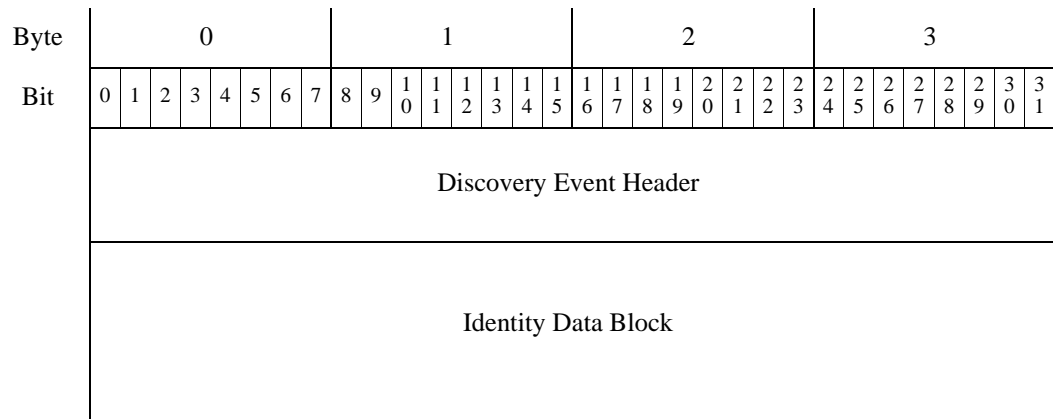 Byte 0 1 2 3
Bit 0 1 2 3 4 5 6 7 8 9 10 11 12 13 14 15 16 17 18 19 20 21 22 23 24 25 26 27 28 29 30 31
Discovery Event Header
Identity Data Block